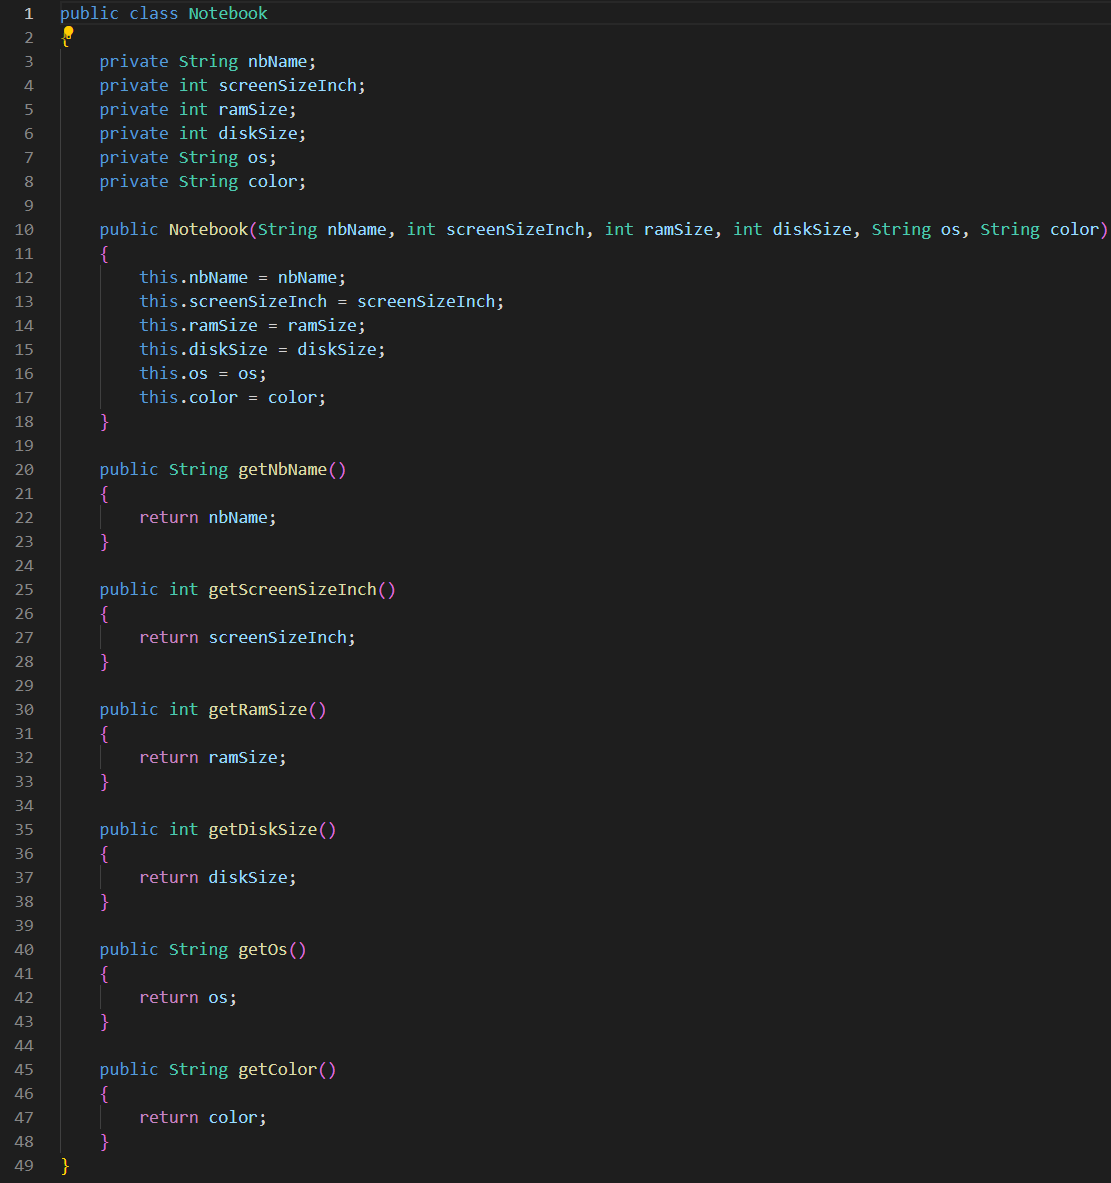 1 public class Notebook
2 {
3 private String nbName;
4 private int screenSizeInch;
5 private int ramSize;
6 private int diskSize;
7 private String os;
8 private String color;
9
10 public Notebook(String nbName, int screenSizeInch, int ramSize, int diskSize, String os, String color)
11 {
12 this.nbName = nbName;
13 this.screenSizeInch = screenSizeInch;
14 this.ramSize = ramSize;
15 this.diskSize = diskSize;
16 this.os = os;
17 this.color = color;
18 }
19
20 public String getNbName()
21 {
22 return nbName;
23 }
24
25 public int getScreenSizeInch()
26 {
27 return screenSizeInch;
28 }
29
30 public int getRamSize()
31 {
32 return ramSize;
33 }
34
35 public int getDiskSize()
36 {
37 return diskSize;
38 }
39
40 public String getOs()
41 {
42 return os;
43 }
44
45 public String getColor()
46 {
47 return color;
48 }
49 }